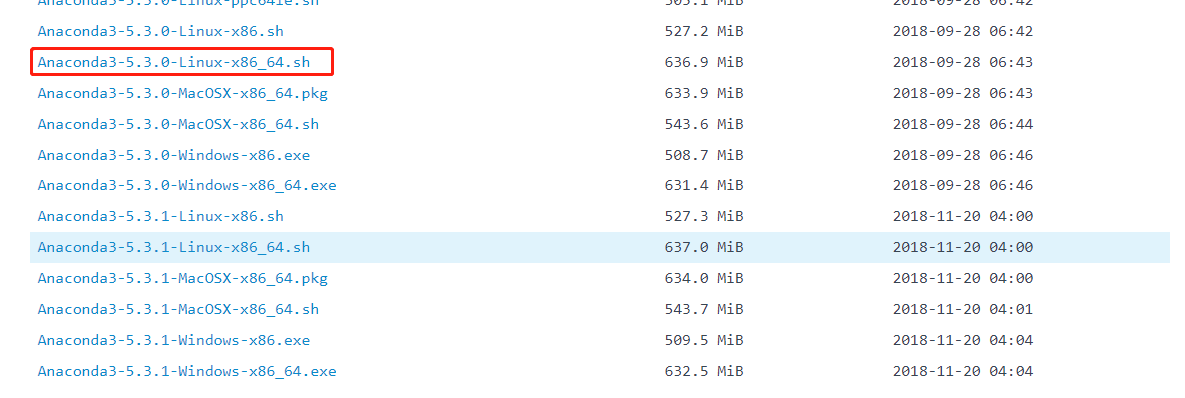 Anaconda3-5.3.0-Linux-ppc64le.sh 505.1 MiB 2018-09-28 06:42
Anaconda3-5.3.0-Linux-x86.sh 527.2 MiB 2018-09-28 06:42
Anaconda3-5.3.0-Linux-x86_64.sh 636.9 MiB 2018-09-28 06:43
Anaconda3-5.3.0-MacOSX-x86_64.pkg 633.9 MiB 2018-09-28 06:43
Anaconda3-5.3.0-MacOSX-x86_64.sh 543.6 MiB 2018-09-28 06:44
Anaconda3-5.3.0-Windows-x86.exe 508.7 MiB 2018-09-28 06:46
Anaconda3-5.3.0-Windows-x86_64.exe 631.4 MiB 2018-09-28 06:46
Anaconda3-5.3.1-Linux-x86.sh 527.3 MiB 2018-11-20 04:00
Anaconda3-5.3.1-Linux-x86_64.sh 637.0 MiB 2018-11-20 04:00
Anaconda3-5.3.1-MacOSX-x86_64.pkg 634.0 MiB 2018-11-20 04:00
Anaconda3-5.3.1-MacOSX-x86_64.sh 543.7 MiB 2018-11-20 04:01
Anaconda3-5.3.1-Windows-x86.exe 509.5 MiB 2018-11-20 04:04
Anaconda3-5.3.1-Windows-x86_64.exe 632.5 MiB 2018-11-20 04:04